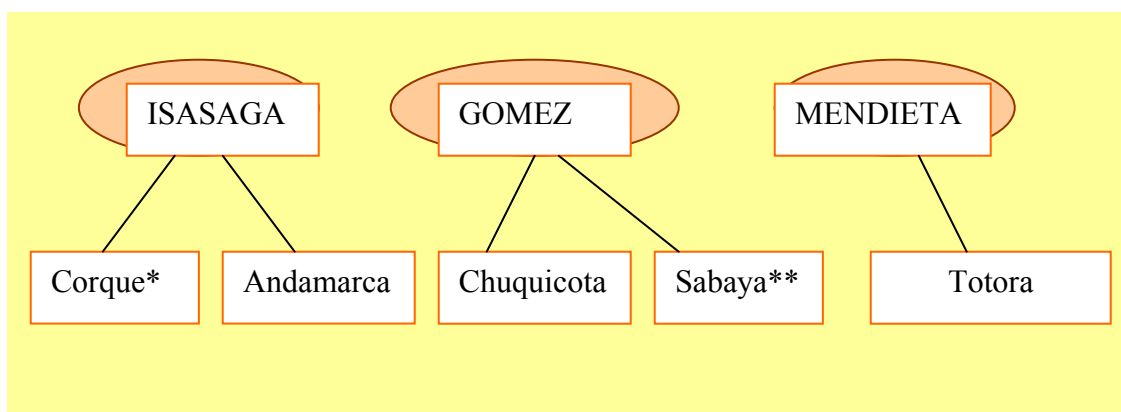 ISASAGA
GOMEZ
MENDIETA
Corque*
Andamarca
Chuquicota
Sabaya**
Totora